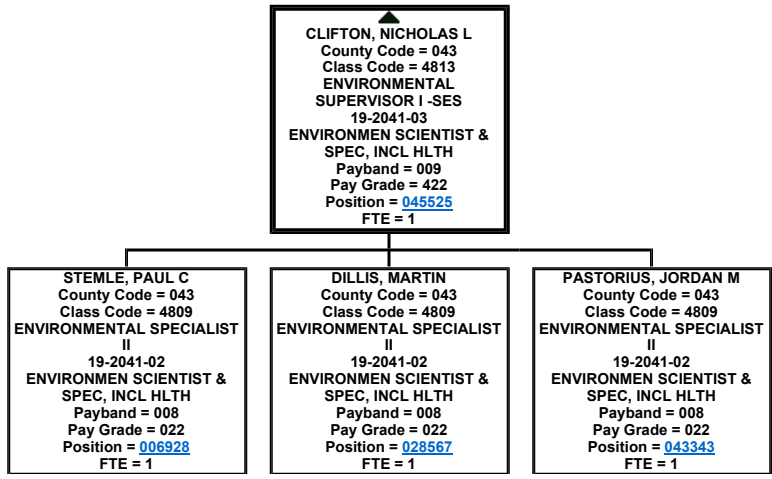 CLIFTON, NICHOLAS L
County Code = 043
Class Code = 4813
ENVIRONMENTAL
SUPERVISOR I -SES
19-2041-03
ENVIRONMEN SCIENTIST &
SPEC, INCL HLTH
Payband = 009
Pay Grade = 422
Position = 045525
FTE = 1
STEMLE, PAUL C
County Code = 043
Class Code = 4809
ENVIRONMENTAL SPECIALIST
II
19-2041-02
ENVIRONMEN SCIENTIST &
SPEC, INCL HLTH
Payband = 008
Pay Grade = 022
Position = 006928
FTE = 1
DILLIS, MARTIN
County Code = 043
Class Code = 4809
ENVIRONMENTAL SPECIALIST
II
19-2041-02
ENVIRONMEN SCIENTIST &
SPEC, INCL HLTH
Payband = 008
Pay Grade = 022
Position = 028567
FTE = 1
PASTORIUS, JORDAN M
County Code = 043
Class Code = 4809
ENVIRONMENTAL SPECIALIST
II
19-2041-02
ENVIRONMEN SCIENTIST &
SPEC, INCL HLTH
Payband = 008
Pay Grade = 022
Position = 043343
FTE = 1